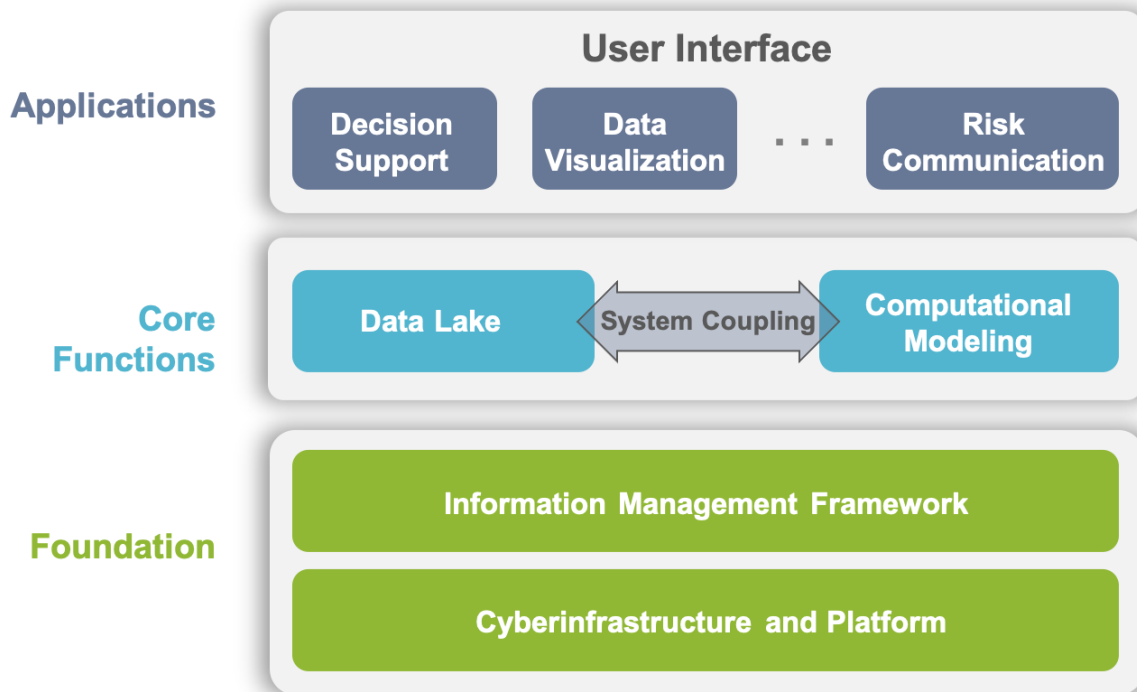 User Interface
Applications
Decision
Support
Data
Visualization
. . .
Risk
Communication
Core
Functions
Data Lake
System Coupling
Computational
Modeling
Foundation
Information Management Framework
Cyberinfrastructure and Platform